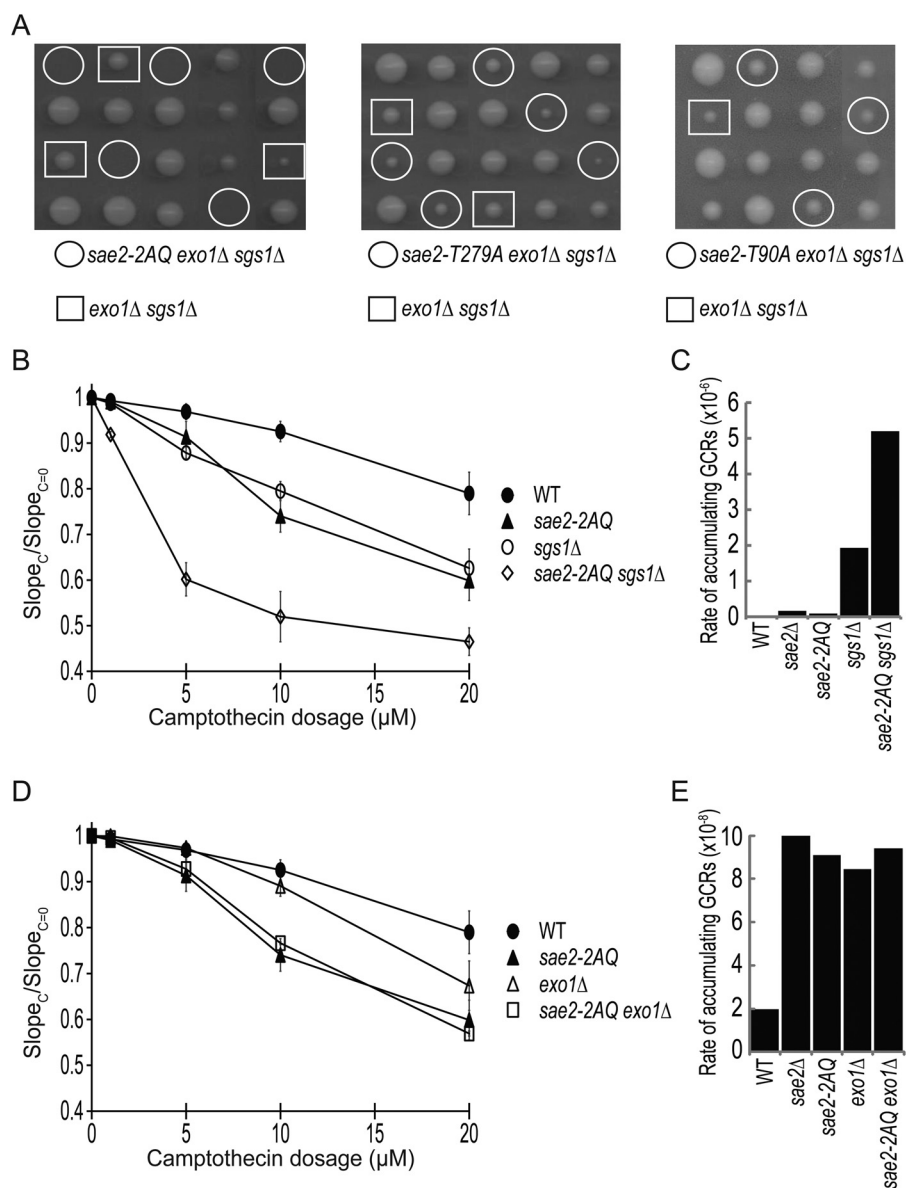 A
sae2-2AQ exo1Δ sgs1Δ
exo1Δ sgs1Δ
sae2-T279A exo1Δ sgs1Δ
exo1Δ sgs1Δ
sae2-T90A exo1Δ sgs1Δ
exo1Δ sgs1Δ
B
1
0.9
0.8
0.7
0.6
0.5
0.4
SlopeC/SlopeC=0
0 5 10 15 20
Camptothecin dosage (µM)
WT
sae2-2AQ
sgs1Δ
sae2-2AQ sgs1Δ
C
Rate of accumulating GCRs (x10-6)
6
5
4
3
2
1
0
WT
sae2Δ
sae2-2AQ
sgs1Δ
sae2-2AQ sgs1Δ
D
1
0.9
0.8
0.7
0.6
0.5
0.4
SlopeC/SlopeC=0
0 5 10 15 20
Camptothecin dosage (µM)
WT
sae2-2AQ
exo1Δ
sae2-2AQ exo1Δ
E
Rate of accumulating GCRs (x10-8)
10
8
6
4
2
0
WT
sae2Δ
sae2-2AQ
exo1Δ
sae2-2AQ exo1Δ